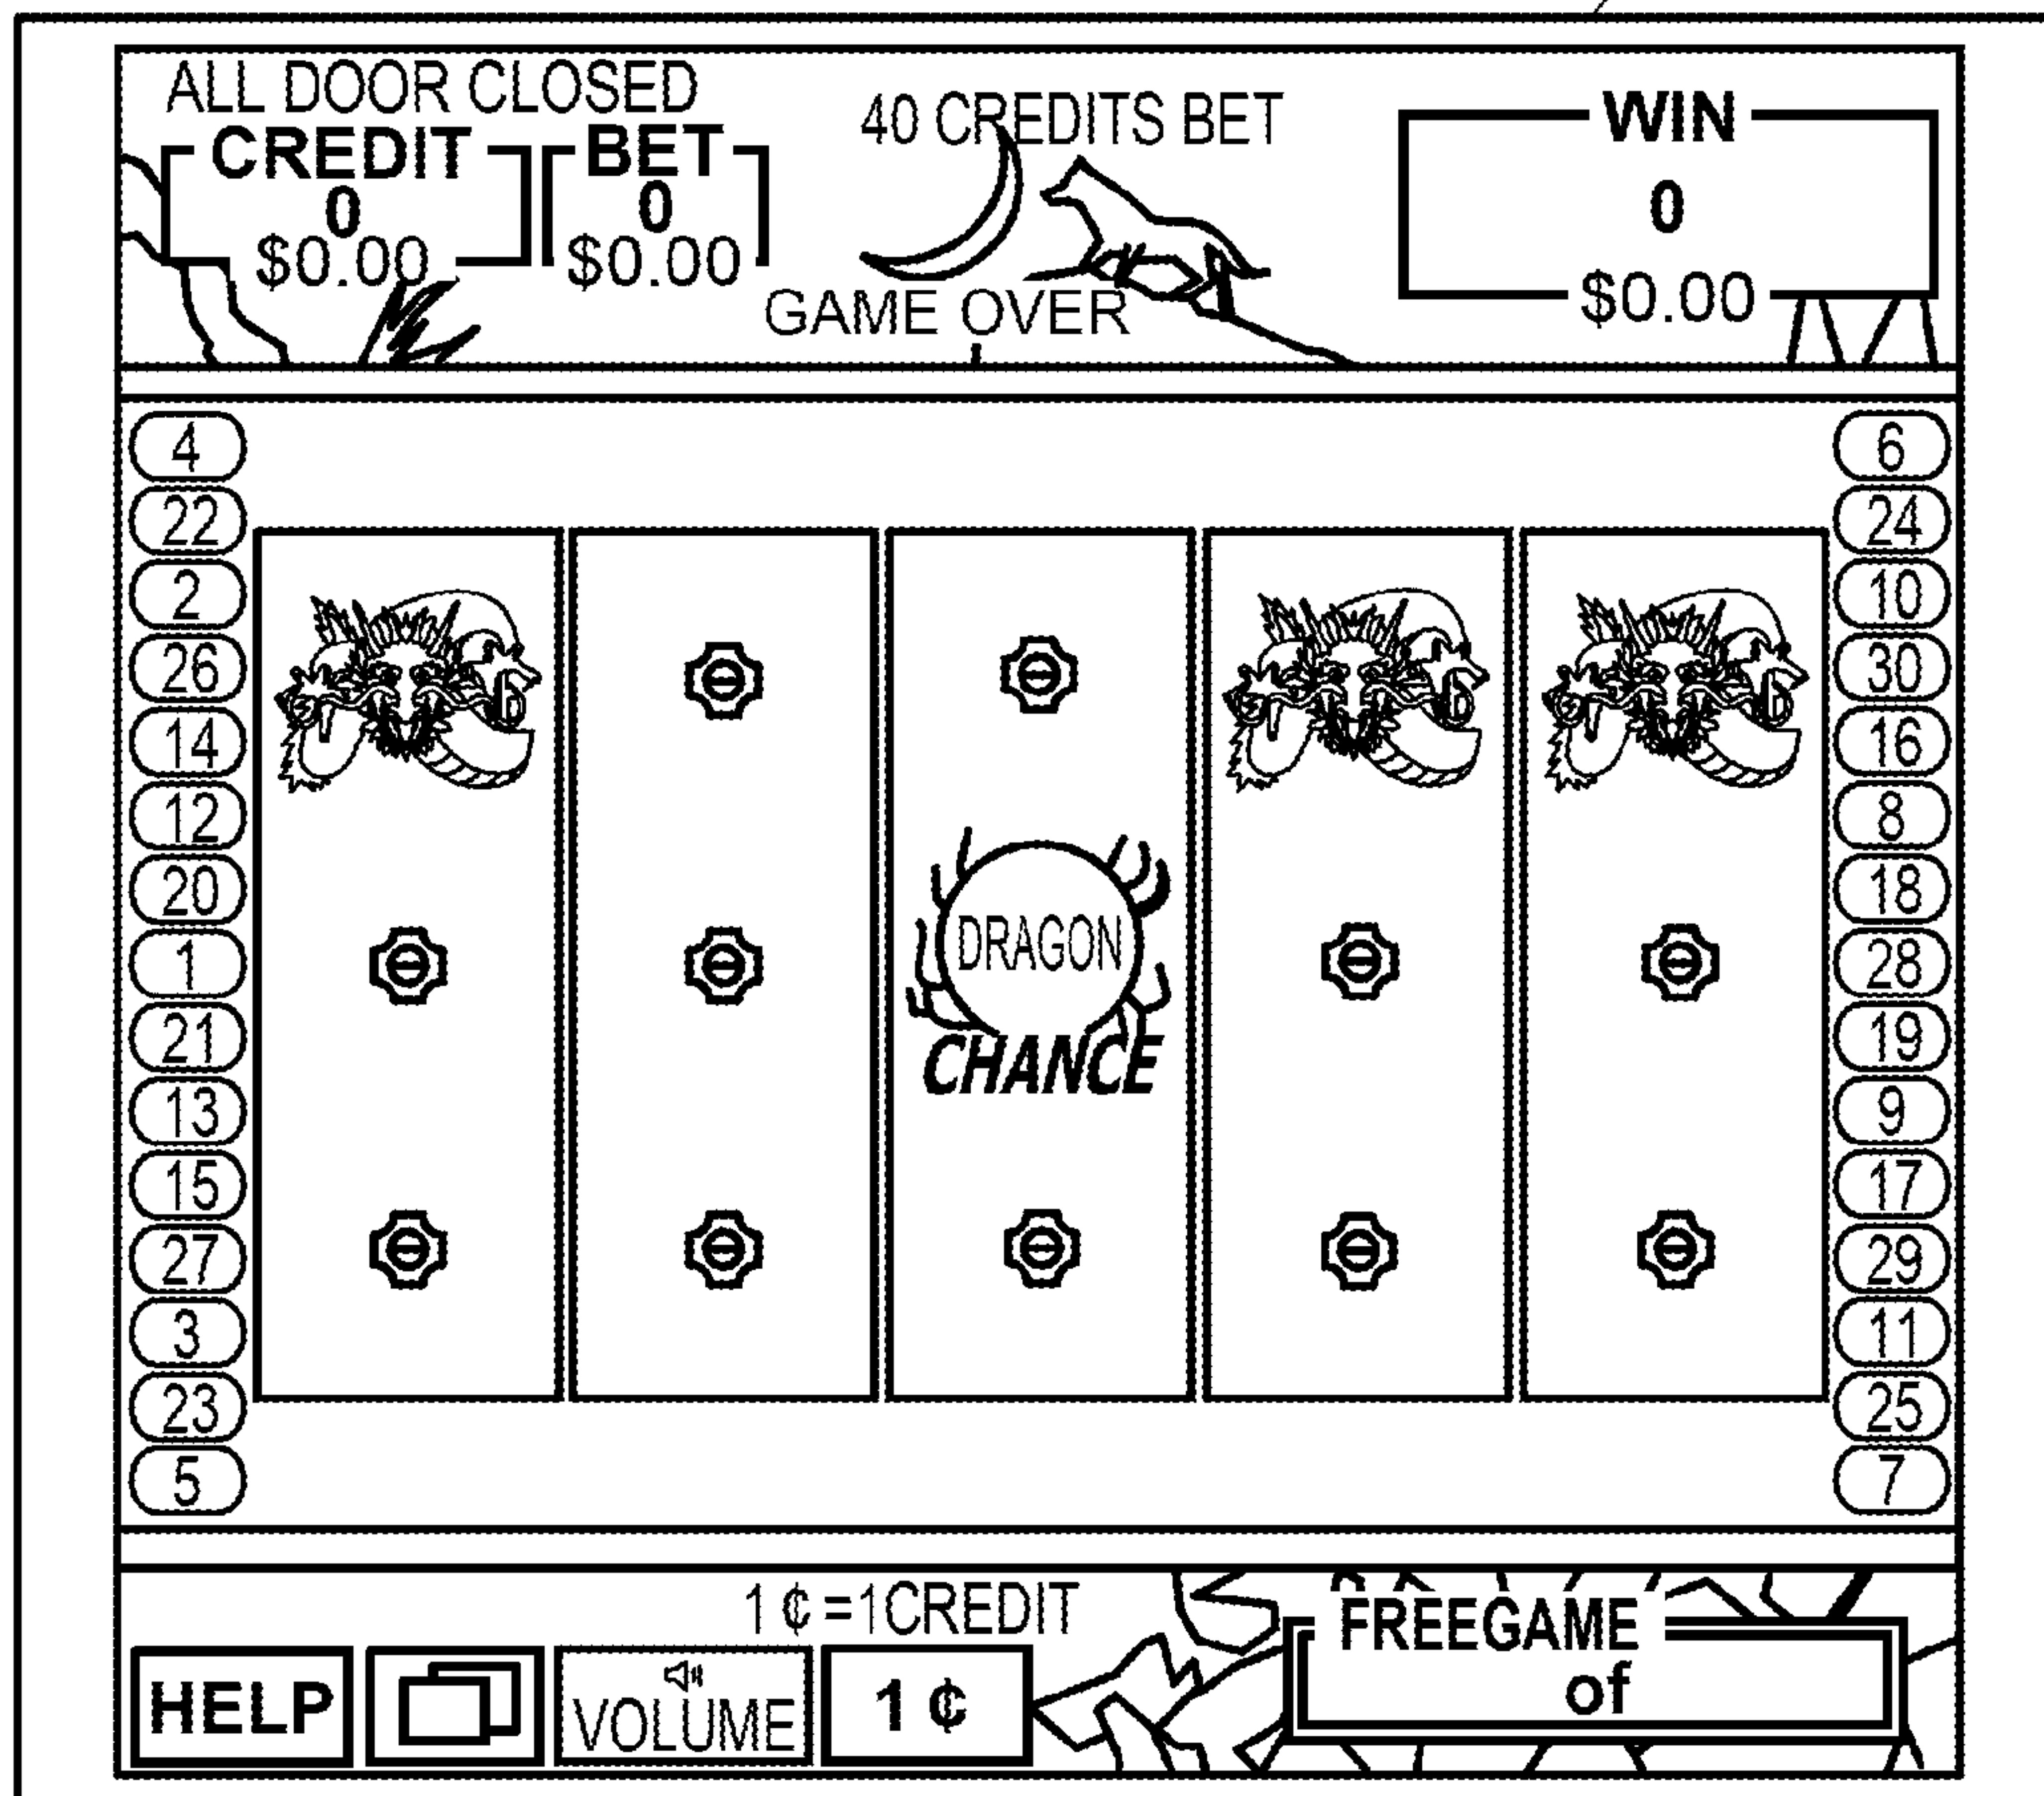 ALL DOOR CLOSED
CREDIT
0
$0.00
BET
0
$0.00
40 CREDITS BET
GAME OVER
WIN
0
$0.00
4
22
2
26
14
12
20
1
21
13
15
27
3
23
5
DRAGON
CHANCE
6
24
10
30
16
8
18
28
19
9
17
29
11
25
7
1 ¢ =1CREDIT
HELP
VOLUME
1 ¢
FREEGAME
of